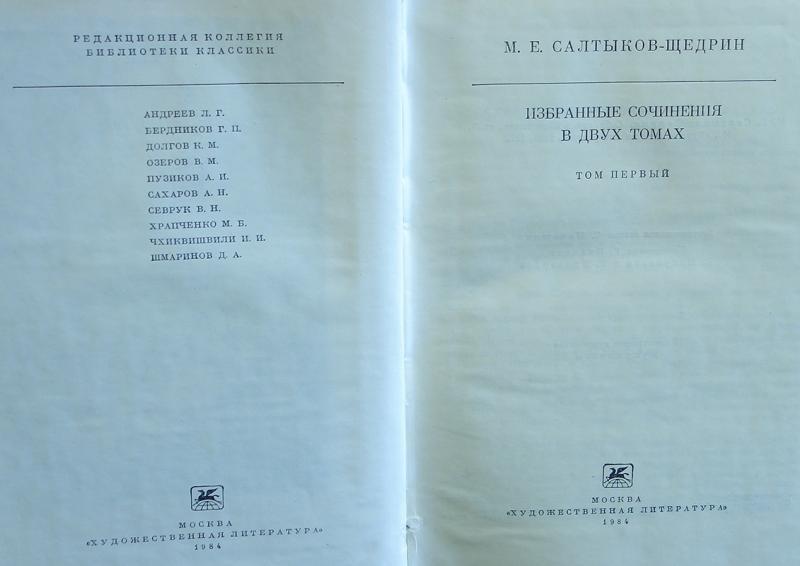 РЕДАКЦИОННАЯ КОЛЛЕГИЯ
БИБЛИОТЕКИ КЛАССИКИ
АНДРЕЕВ Л. Г.
БЕРДНИКОВ Г. П.
ДОЛГОВ К. М.
ОЗЕРОВ В. М.
ПУЗИКОВ А. И.
САХАРОВ А. Н.
СЕВРУК В. Н.
ХРАПЧЕНКО М. Б.
ЧХИКВИШВИЛИ И. И.
ШМАРИНОВ Д. А.
МОСКВА
«ХУДОЖЕСТВЕННАЯ ЛИТЕРАТУРА»
1984
М. Е. САЛТЫКОВ-ЩЕДРИН
ИЗБРАННЫЕ СОЧИНЕНИЯ
В ДВУХ ТОМАХ
ТОМ ПЕРВЫЙ
МОСКВА
«ХУДОЖЕСТВЕННАЯ ЛИТЕРАТУРА»
1984